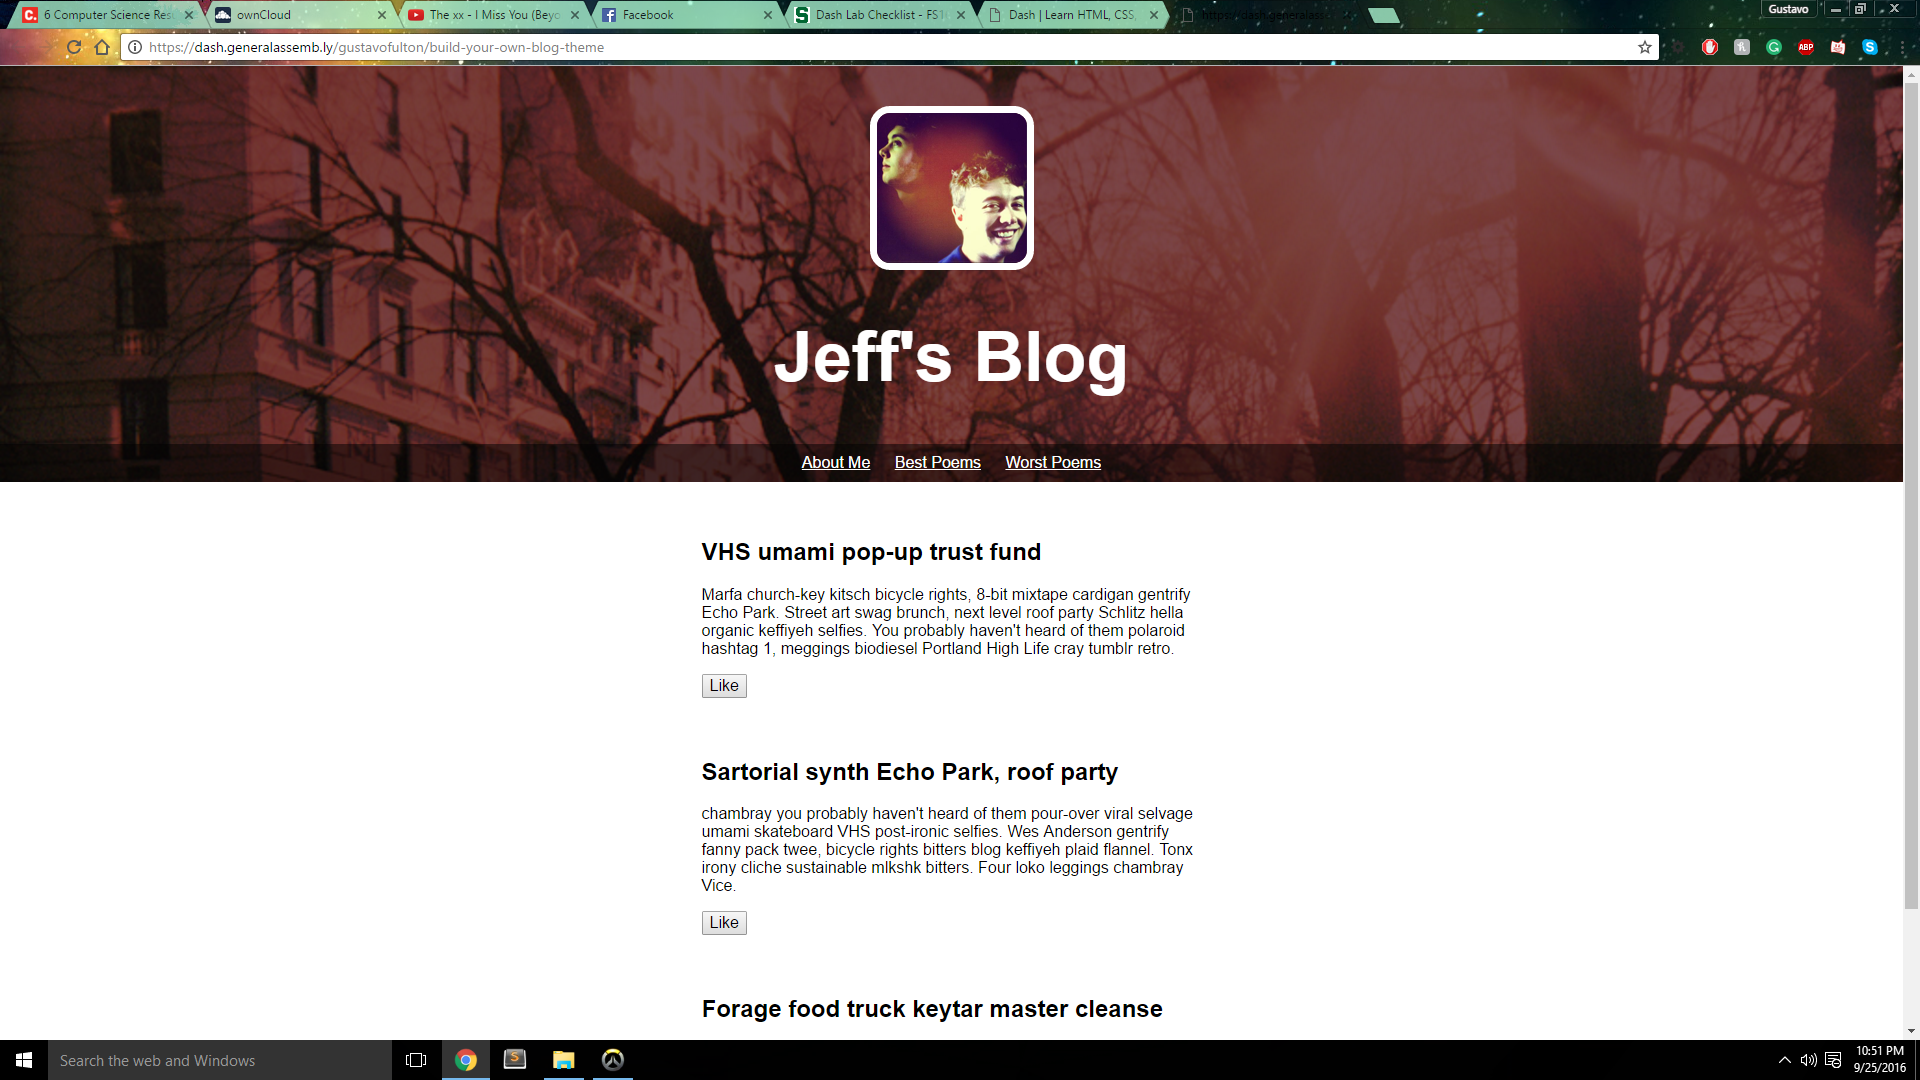 6 Computer Science Res
ownCloud
The xx - I Miss You (Beyo
Facebook
Dash Lab Checklist - FS1
Dash | Learn HTML, CSS,
https://dash.generalasse
Gustavo
https://dash.generalassemb.ly/gustavofulton/build-your-own-blog-theme
ABP
Jeff's Blog
About Me Best Poems Worst Poems
VHS umami pop-up trust fund
Marfa church-key kitsch bicycle rights, 8-bit mixtape cardigan gentrify
Echo Park. Street art swag brunch, next level roof party Schlitz hella
organic keffiyeh selfies. You probably haven't heard of them polaroid
hashtag 1, meggings biodiesel Portland High Life cray tumblr retro.
Like
Sartorial synth Echo Park, roof party
chambray you probably haven't heard of them pour-over viral selvage
umami skateboard VHS post-ironic selfies. Wes Anderson gentrify
fanny pack twee, bicycle rights bitters blog keffiyeh plaid flannel. Tonx
irony cliche sustainable mlkshk bitters. Four loko leggings chambray
Vice.
Like
Forage food truck keytar master cleanse
Search the web and Windows
10:51 PM
9/25/2016